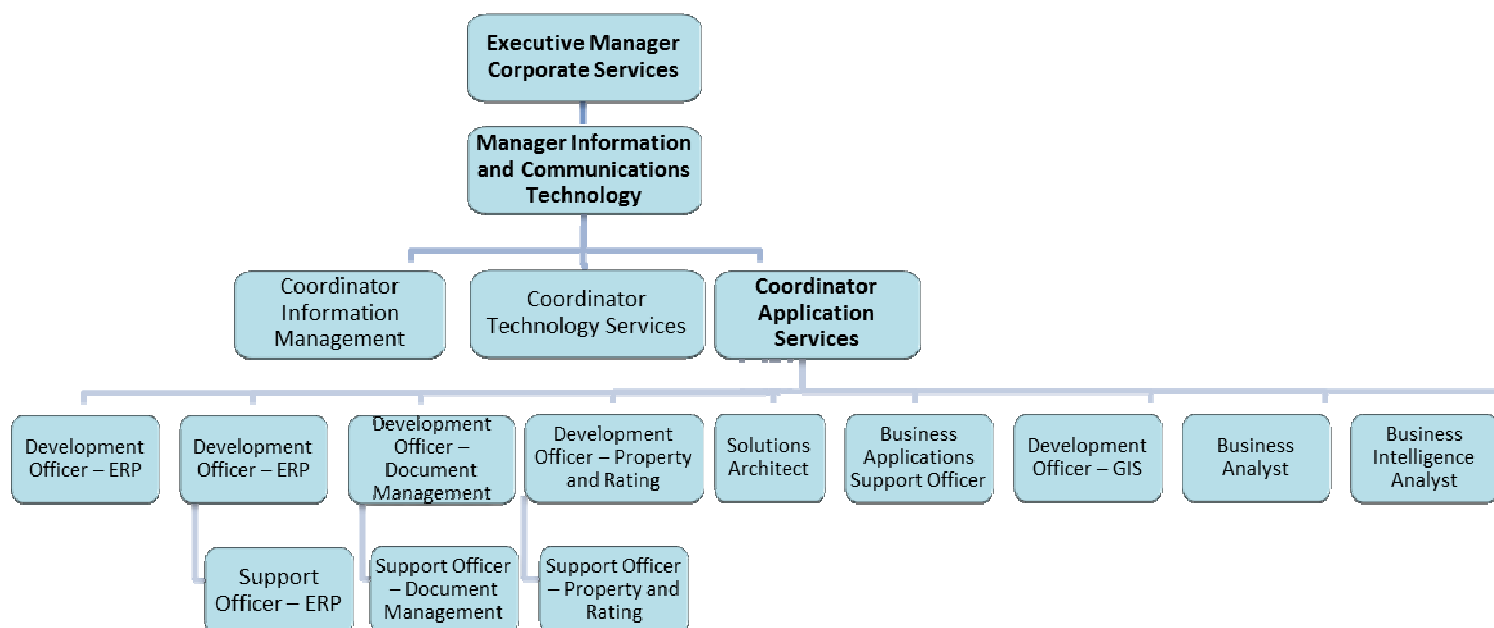 Executive Manager
Corporate Services
Manager Information
and Communications
Technology
Coordinator
Information
Management
Coordinator
Technology Services
Coordinator
Application
Services
Development
Officer – ERP
Development
Officer – ERP
Development
Officer –
Document
Management
Development
Officer – Property
and Rating
Solutions
Architect
Business
Applications
Support Officer
Development
Officer – GIS
Business
Analyst
Business
Intelligence
Analyst
Support
Officer – ERP
Support Officer
– Document
Management
Support Officer
– Property and
Rating